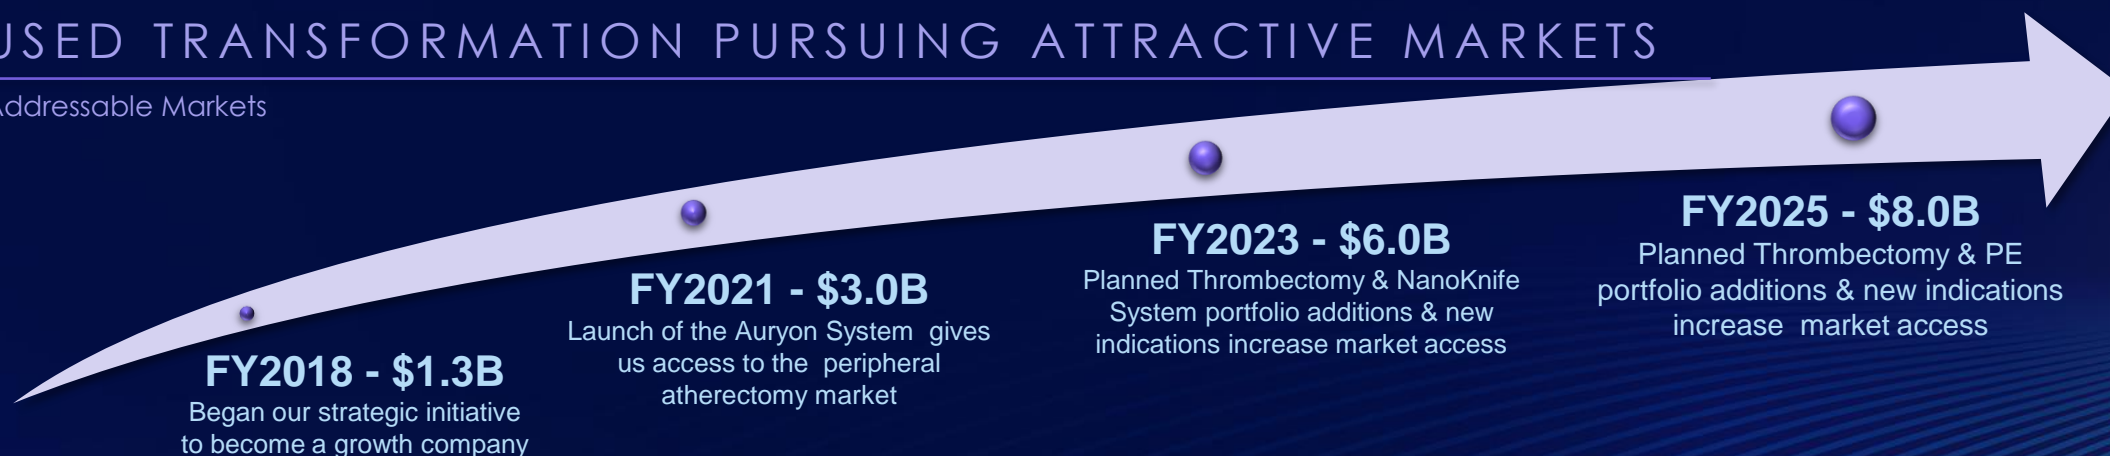 TRANSFORMATION PURSUING ATTRACTIVE MARKETS
Addressable Markets
FY2018 - $1.3B
Began our strategic initiative
to become a growth company
FY2021 - $3.0B
Launch of the Auryon System gives
us access to the peripheral
atherectomy market
FY2023 - $6.0B
Planned Thrombectomy & NanoKnife
System portfolio additions & new
indications increase market access
FY2025 - $8.0B
Planned Thrombectomy & PE
portfolio additions & new indications
increase market access